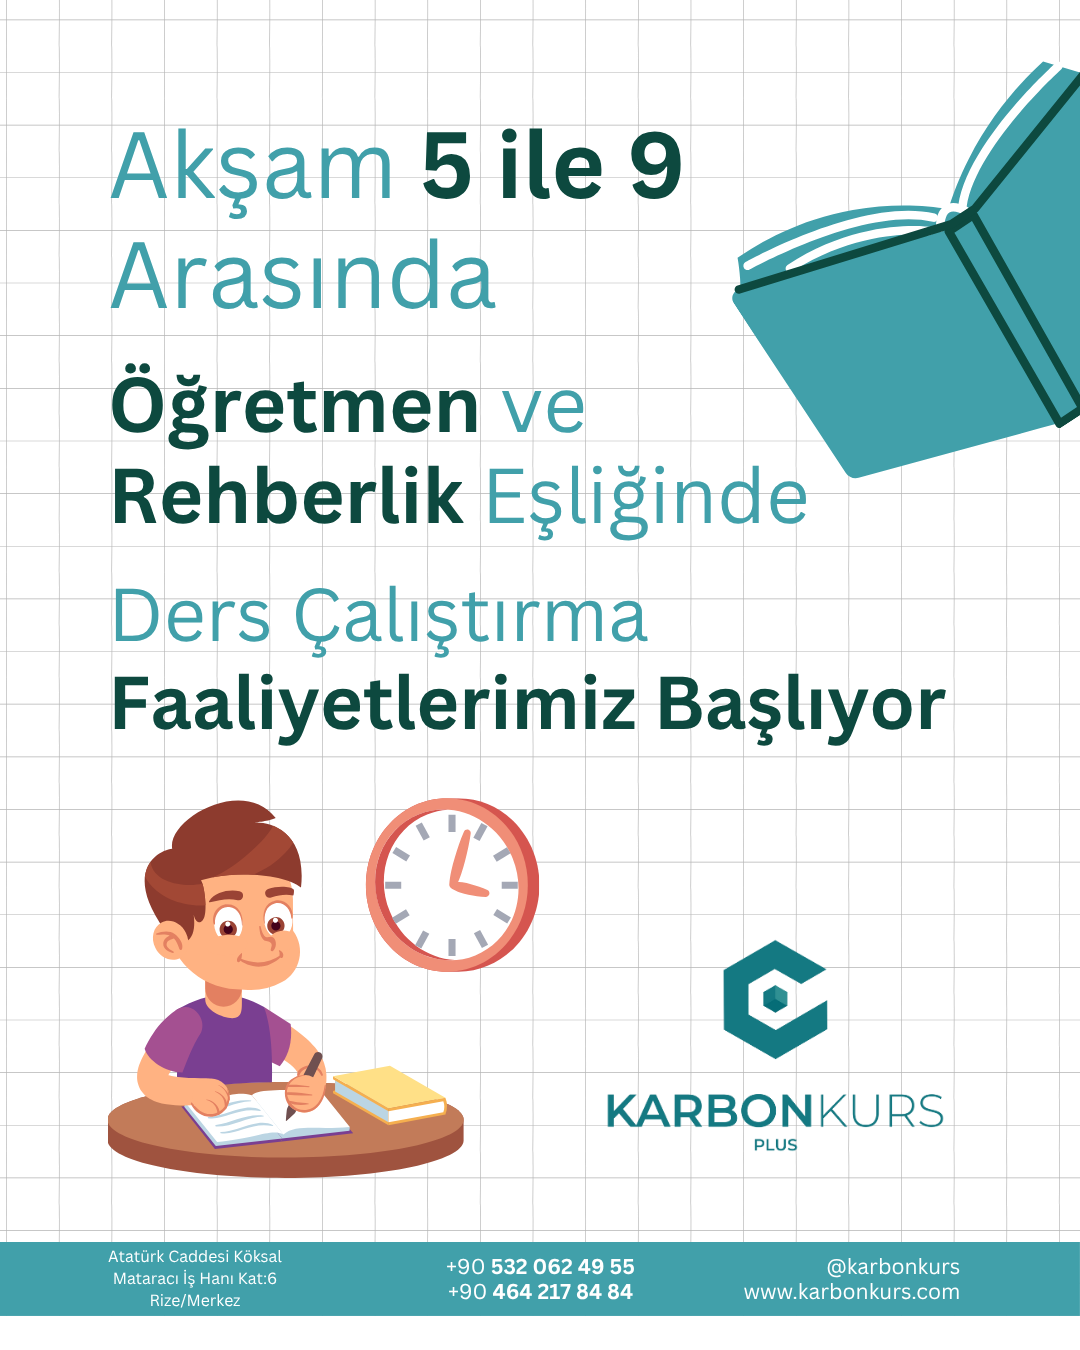 Akşam 5 ile 9
Arasında
Öğretmen ve
Rehberlik Eşliğinde
Ders Çalıştırma
Faaliyetlerimiz Başlıyor
KARBONKURS
PLUS
Atatürk Caddesi Köksal
Mataracı İş Hanı Kat:6
Rize/Merkez
+90 532 062 49 55
+90 464 217 84 84
@karbonkurs
www.karbonkurs.com